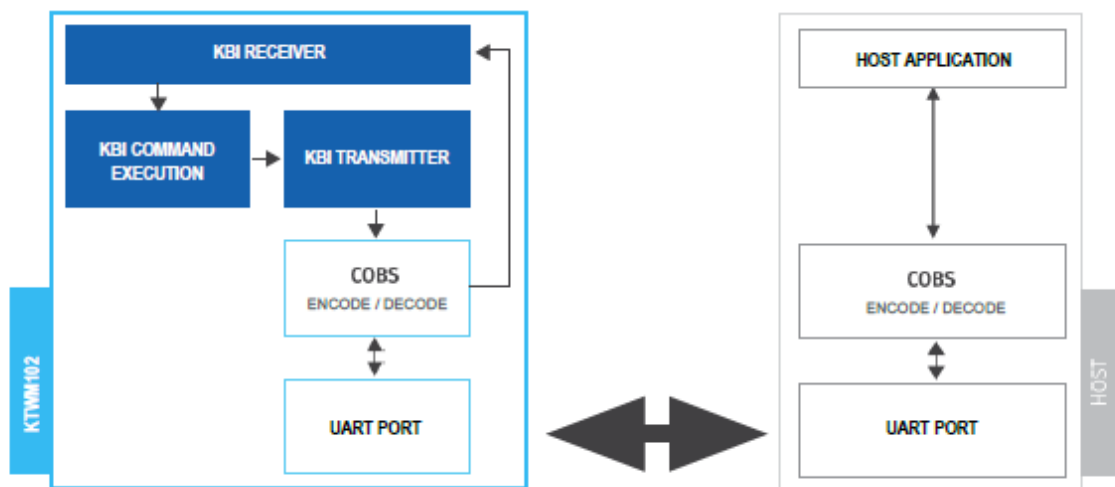 KBI RECEIVER
KBI COMMAND
EXECUTION
KBI TRANSMITTER
COBS
ENCODE / DECODE
UART PORT
KTWM102
HOST APPLICATION
COBS
ENCODE / DECODE
UART PORT
HOST